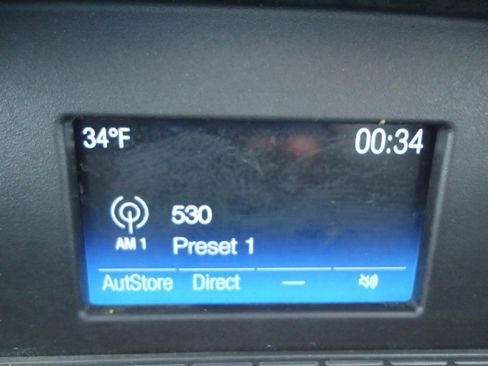 34°F 00:34
530
AM 1 Preset 1
AutStore Direct —